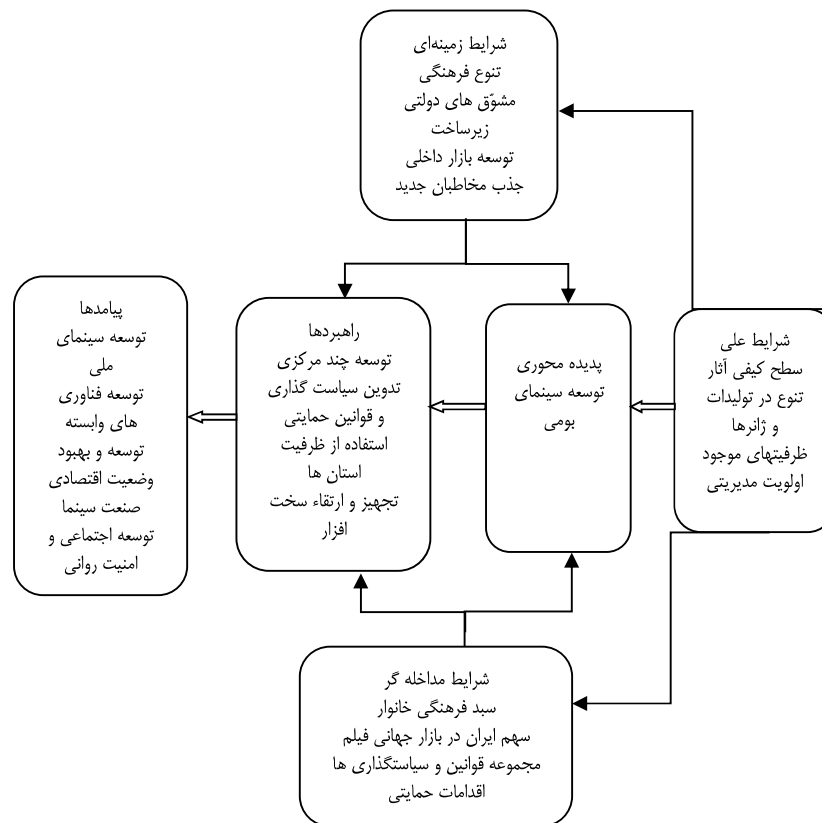 شرایط زمینه‌ای
تنوع فرهنگی
مشوّق های دولتی
زیرساخت
توسعه بازار داخلی
جذب مخاطبان جدید
شرایط علی
سطح کیفی آثار
تنوع در تولیدات
و ژانرها
ظرفیتهای موجود
اولویت مدیریتی
پدیده محوری
توسعه سینمای
بومی
راهبردها
توسعه چند مرکزی
تدوین سیاست گذاری
و قوانین حمایتی
استفاده از ظرفیت
استان ها
تجهیز و ارتقاء سخت
افزار
پیامدها
توسعه سینمای
ملی
توسعه فناوری
های وابسته
توسعه و بهبود
وضعیت اقتصادی
صنعت سینما
توسعه اجتماعی و
امنیت روانی
شرایط مداخله گر
سبد فرهنگی خانوار
سهم ایران در بازار جهانی فیلم
مجموعه قوانین و سیاستگذاری ها
اقدامات حمایتی